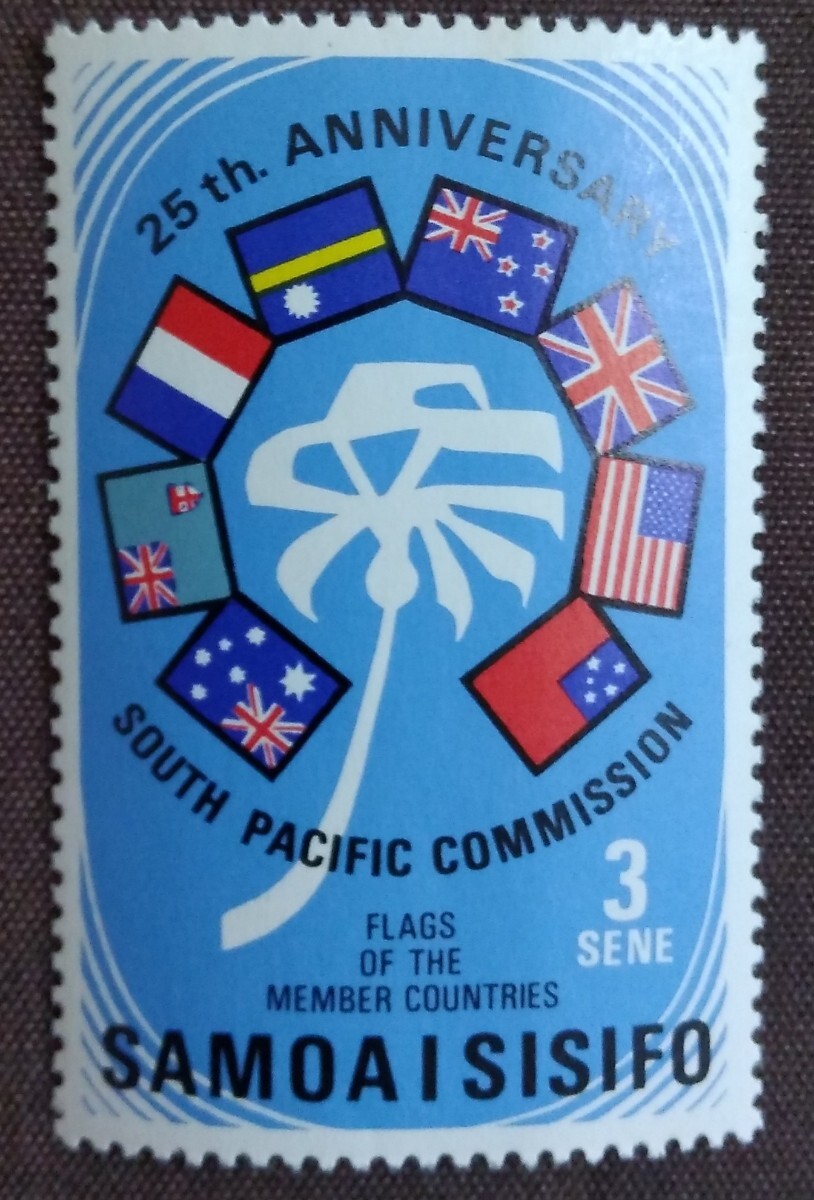 25 th. ANNIVERSARY
SOUTH PACIFIC COMMISSION
3
SENE
FLAGS
OF THE
MEMBER COUNTRIES
SAMOA I SISIFO